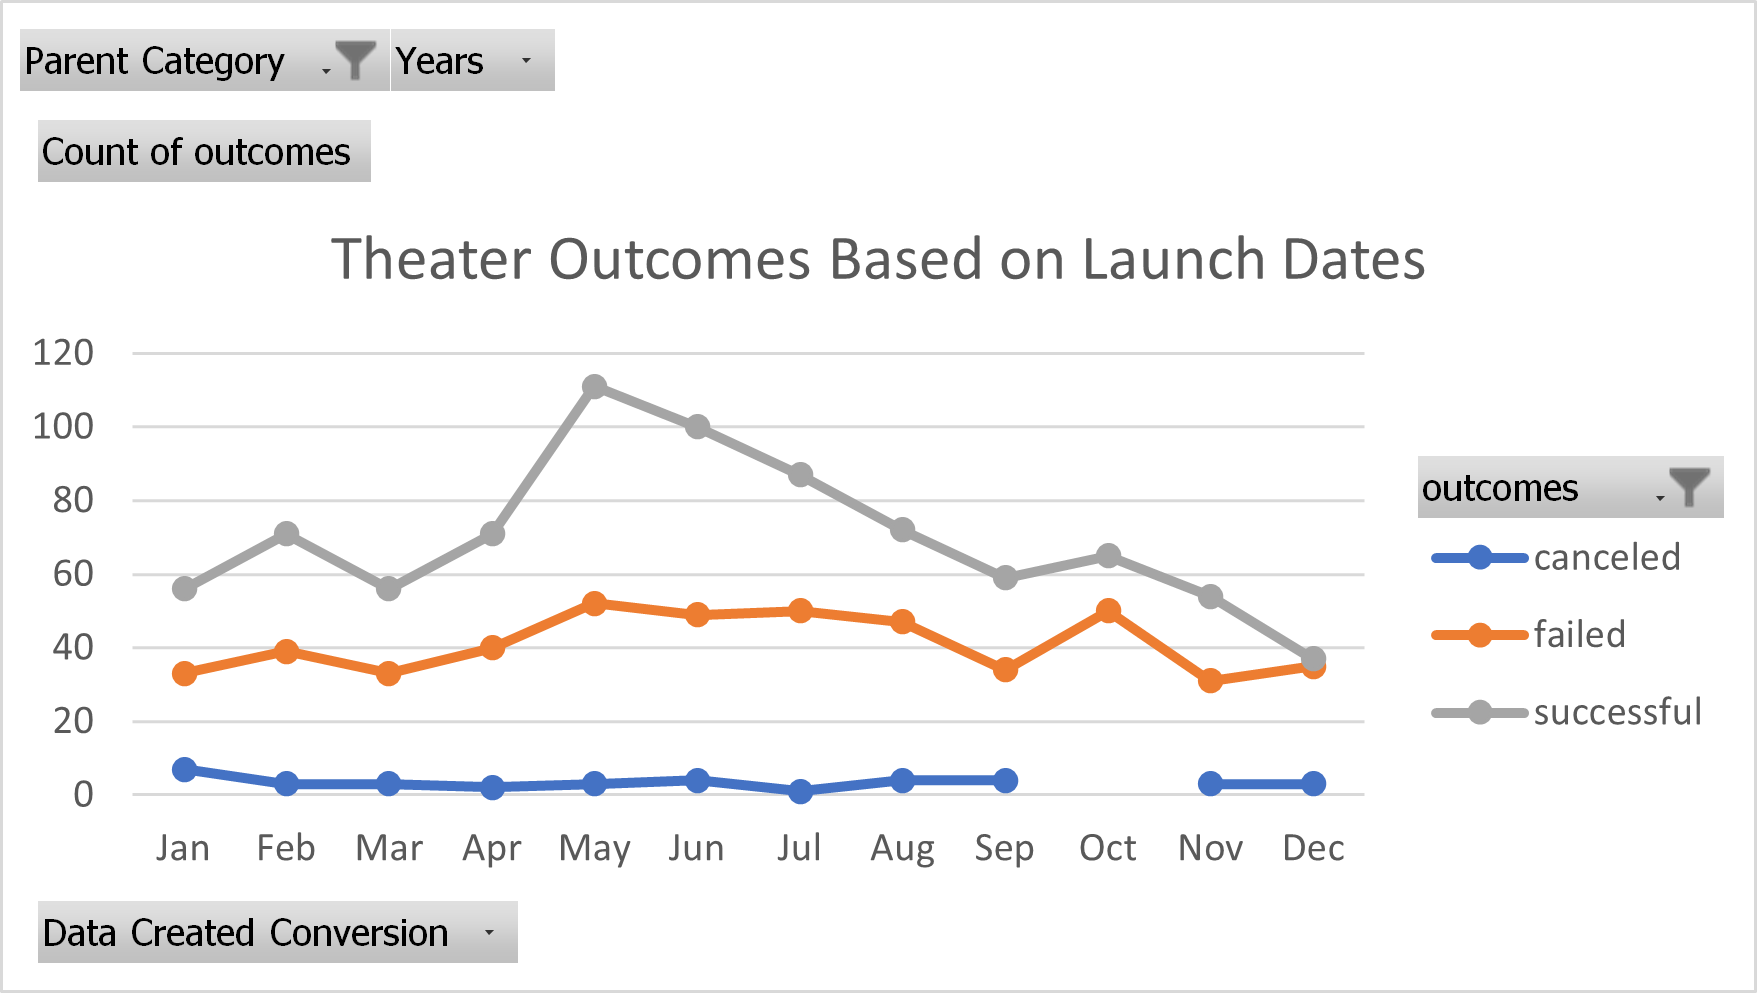 Parent Category Years
Count of outcomes
Theater Outcomes Based on Launch Dates
120
100
80
60
40
20
0
Jan Feb Mar Apr May Jun Jul Aug Sep Oct Nov Dec
outcomes
canceled
failed
successful
Data Created Conversion